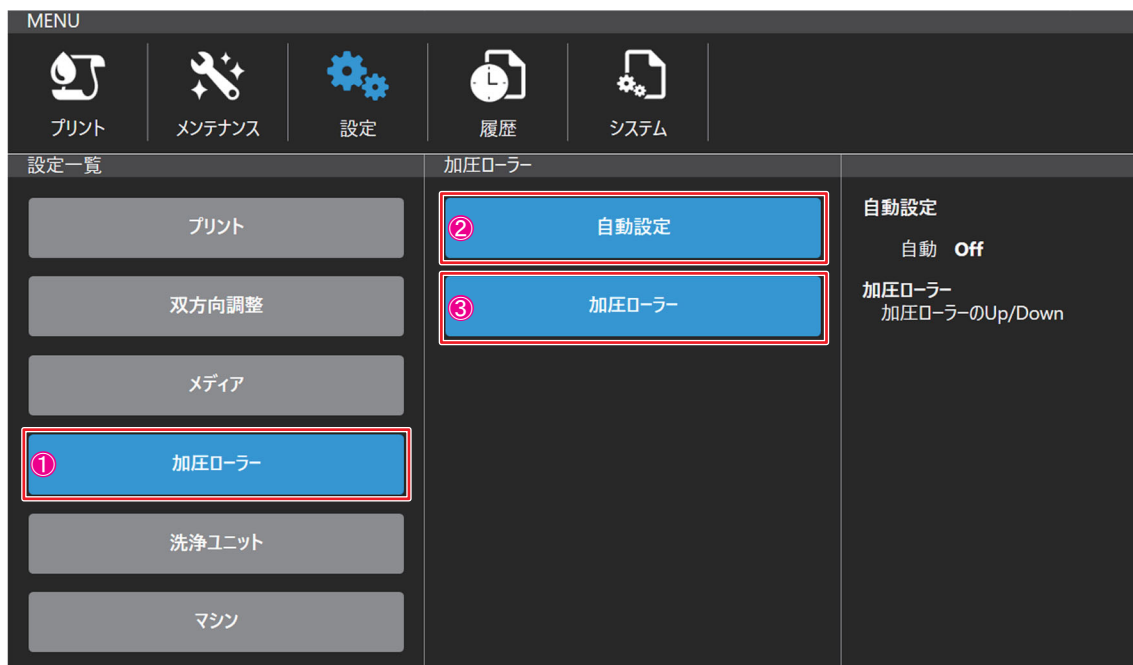 MENU
プリント
メンテナンス
設定
履歴
システム
設定一覧
加圧ローラー
プリント
双方向調整
メディア
① 加圧ローラー
洗浄ユニット
マシン
② 自動設定
③ 加圧ローラー
自動設定
自動 Off
加圧ローラー
加圧ローラーのUp/Down